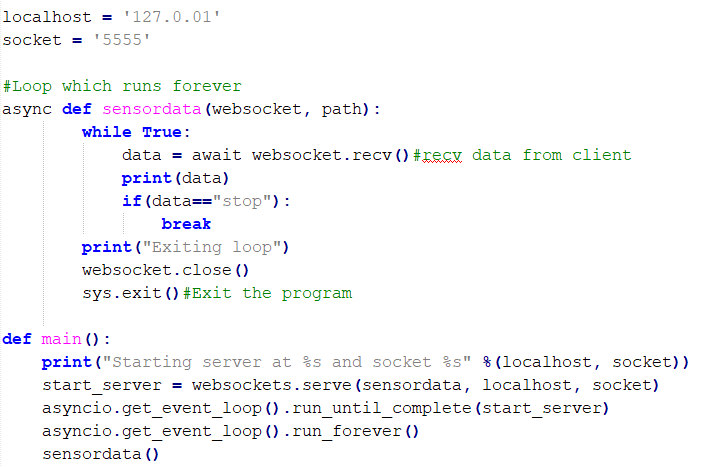 localhost = '127.0.01'
socket = '5555'

#Loop which runs forever
async def sensordata(websocket, path):
        while True:
            data = await websocket.recv()#recv data from client
            print(data)
            if(data=="stop"):
                break
        print("Exiting loop")
        websocket.close()
        sys.exit()#Exit the program

def main():
    print("Starting server at %s and socket %s" %(localhost, socket))
    start_server = websockets.serve(sensordata, localhost, socket)
    asyncio.get_event_loop().run_until_complete(start_server)
    asyncio.get_event_loop().run_forever()
    sensordata()